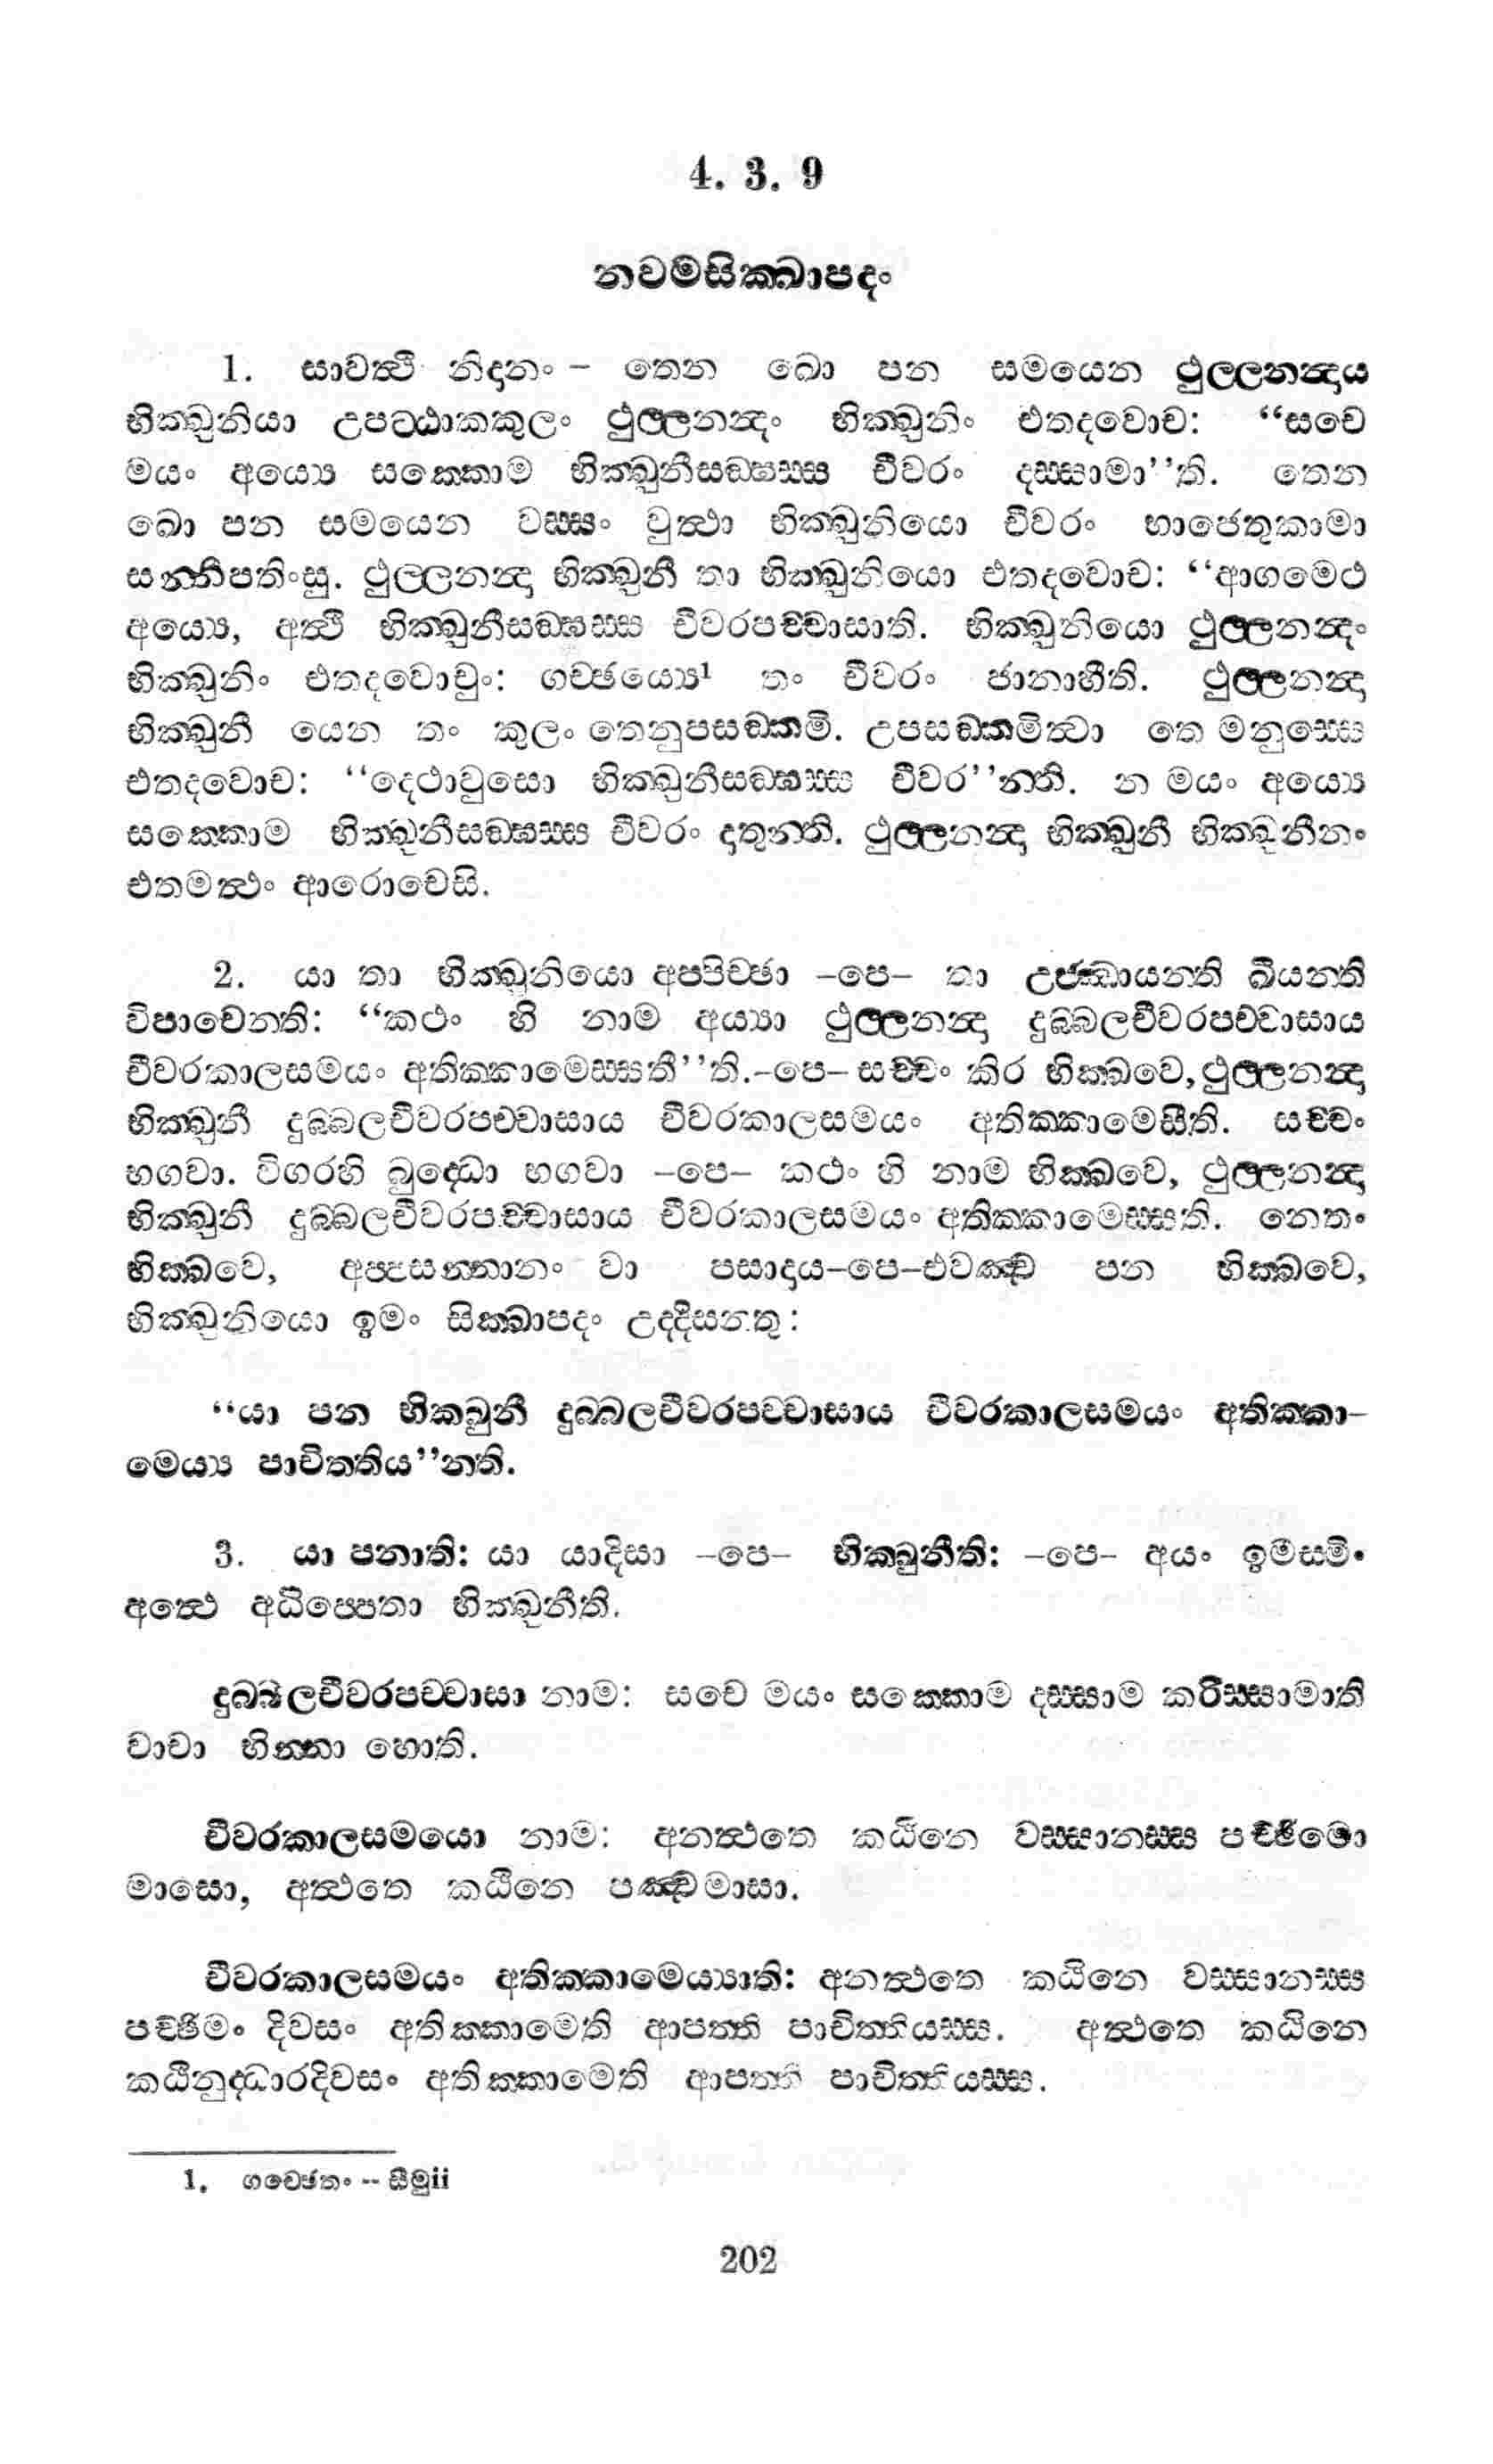 4. 3. 9
නවමසික්ඛාපදං
1. සාවත්ථි නිදානං – තෙන ඛො පන සමයෙන ථුල්ලනන්දාය
භික්ඛුනියා උපට්ඨාකකුලං ථුල්ලනන්දං භික්ඛුනිං එතදවොච: “සචෙ
මයං අය්‍යෙ සක්කොම භික්ඛුනීසඞ්ඝස්ස චීවරං දස්සාමා’’ති. තෙන
ඛො පන සමයෙන වස්සං වුත්ථා භික්ඛුනියො චීවරං භාජෙතුකාමා
සන්නිපතිංසු. ථුල්ලනන්දා භික්ඛුනී තා භික්ඛුනියො එතදවොච: “ආගමෙථ
අය්‍යෙ, අත්ථි භික්ඛුනීසඞ්ඝස්ස චීවරපච්චාසාති. භික්ඛුනියො ථුල්ලනන්දං
භික්ඛුනිං එතදවොචුං: ගච්ඡය්‍යෙ¹ තං චීවරං ජානාහීති. ථුල්ලනන්දා
භික්ඛුනී යෙන තං කුලං තෙනුපසඞ්කමි. උපසඞ්කමිත්වා තෙ මනුස්සෙ
එතදවොච: “දෙථාවුසො භික්ඛුනීසඞ්ඝස්ස චීවර’’න්ති. න මයං අය්‍යෙ
සක්කොම භික්ඛුනීසඞ්ඝස්ස චීවරං දාතුන්ති. ථුල්ලනන්දා භික්ඛුනී භික්ඛුනීනං
එතමත්ථං ආරොචෙසි.
2. යා තා භික්ඛුනියො අප්පිච්ඡා –පෙ– තා උජ්ඣායන්ති ඛීයන්ති
විපාචෙන්ති: “කථං හි නාම අය්‍යා ථුල්ලනන්දා දුබ්බලචීවරපච්චාසාය
චීවරකාලසමයං අතික්කාමෙස්සතී’’ති.–පෙ– සච්චං කිර භික්ඛවෙ, ථුල්ලනන්දා
භික්ඛුනී දුබ්බලචීවරපච්චාසාය චීවරකාලසමයං අතික්කාමෙසීති. සච්චං
භගවා. විගරහි බුද්ධො භගවා –පෙ– කථං හි නාම භික්ඛවෙ, ථුල්ලනන්දා
භික්ඛුනී දුබ්බලචීවරපච්චාසාය චීවරකාලසමයං අතික්කාමෙස්සති. නෙතං
භික්ඛවෙ, අප්පසන්නානං වා පසාදාය–පෙ–එවඤ්ච පන භික්ඛවෙ,
භික්ඛුනියො ඉමං සික්ඛාපදං උද්දිසන්තු:
“යා පන භික්ඛුනී දුබ්බලචීවරපච්චාසාය චීවරකාලසමයං අතික්කා–
මෙය්‍ය පාචිත්තිය’’න්ති.
3. යා පනාති: යා යාදිසා –පෙ– භික්ඛුනීති: –පෙ– අයං ඉමස්මිං
අත්ථෙ අධිප්පෙතා භික්ඛුනීති.
දුබ්බලචීවරපච්චාසා නාම: සචෙ මයං සක්කොම දස්සාම කරිස්සාමාති
වාචා භින්නා හොති.
චීවරකාලසමයො නාම: අනත්ථතෙ කඨිනෙ වස්සානස්ස පච්ඡිමො
මාසො, අත්ථතෙ කඨිනෙ පඤ්ච මාසා.
චීවරකාලසමයං අතික්කාමෙය්‍යාති: අනත්ථතෙ කඨිනෙ වස්සානස්ස
පච්ඡිමං දිවසං අතික්කාමෙති ආපත්ති පාචිත්තියස්ස. අත්ථතෙ කඨිනෙ
කඨිනුද්ධාරදිවසං අතික්කාමෙති ආපත්ති පාචිත්තියස්ස.
1. ගච්ඡෙතං -- සීමුii
202